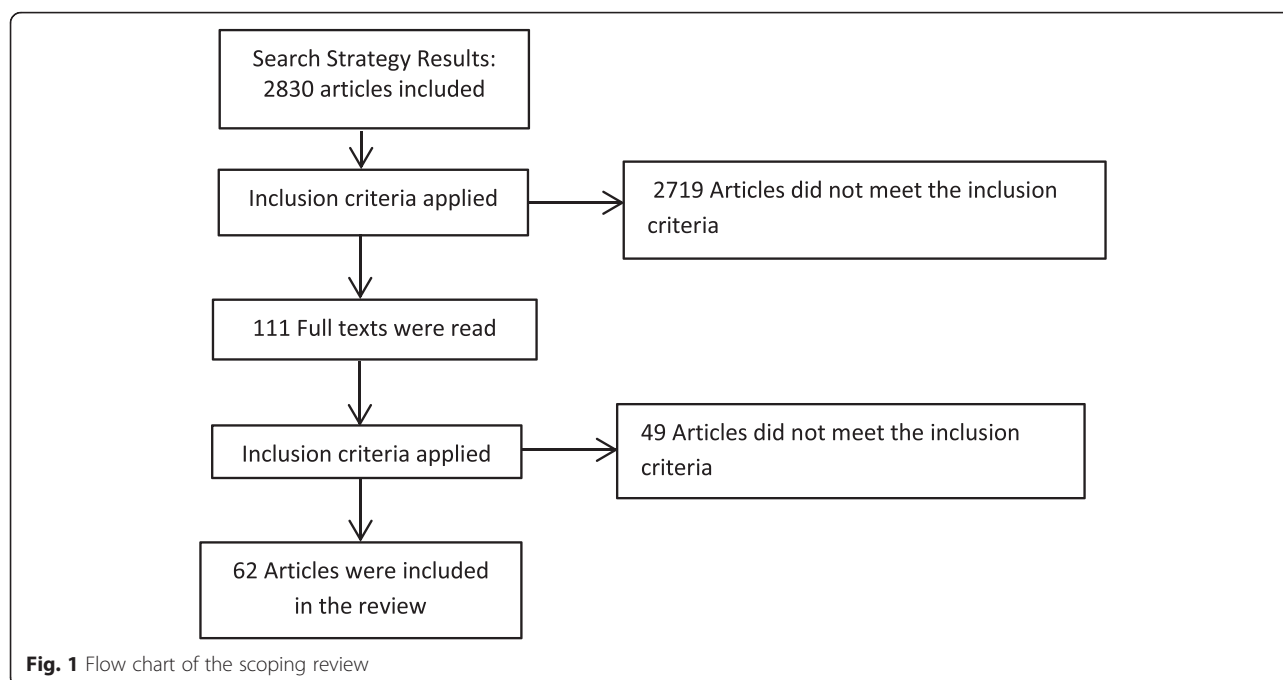 Search Strategy Results:
2830 articles included
Inclusion criteria applied
2719 Articles did not meet the inclusion
criteria
111 Full texts were read
Inclusion criteria applied
49 Articles did not meet the inclusion
criteria
62 Articles were included
in the review
Fig. 1 Flow chart of the scoping review